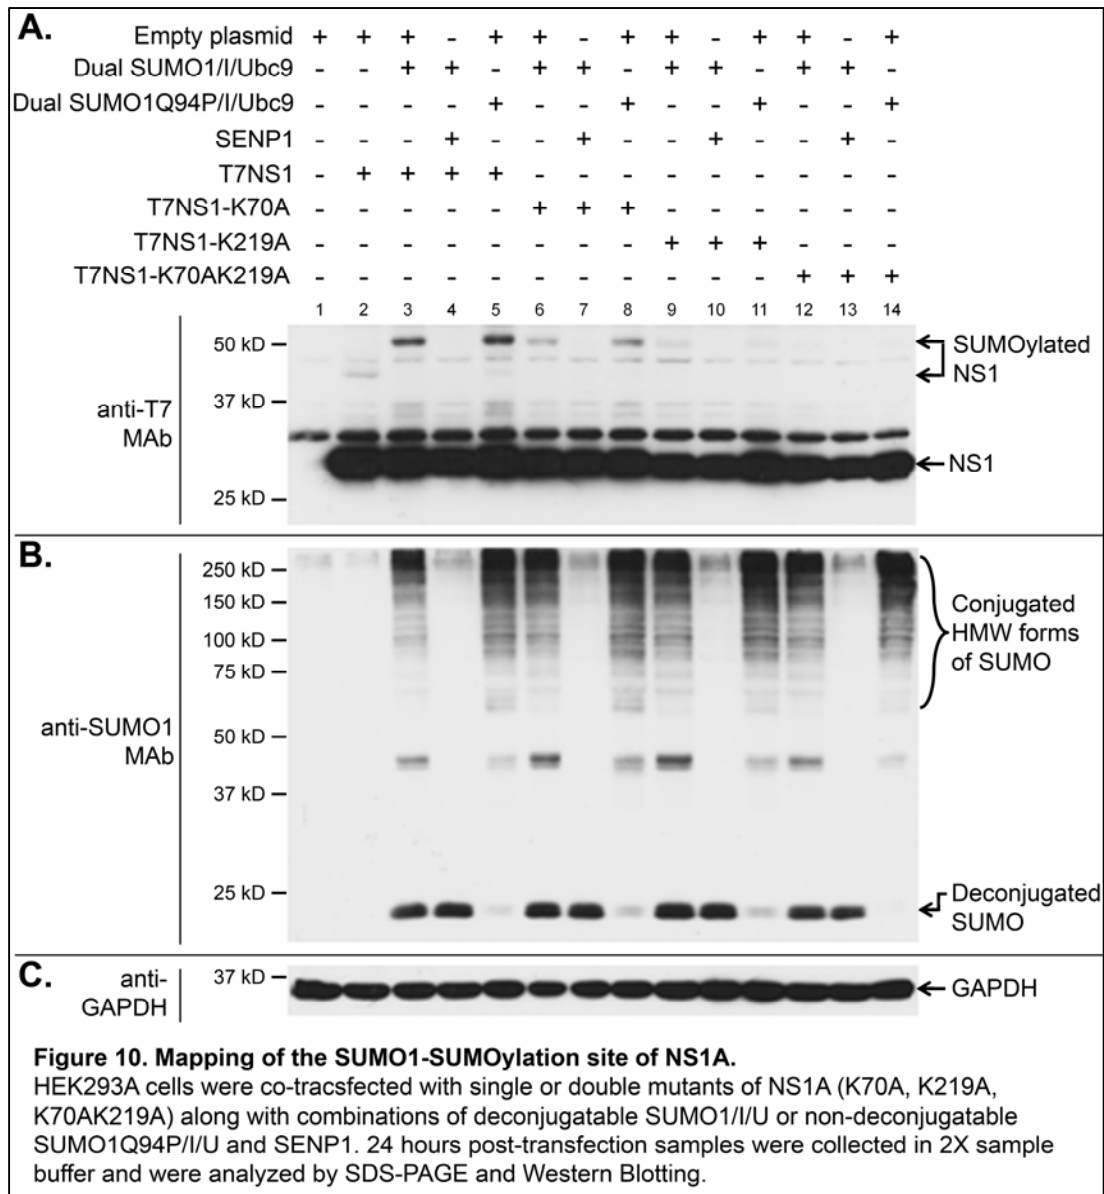 A.
Empty plasmid + + + - + + - + + - + + - +
Dual SUMO1/I/Ubc9 - - + + - + + - + + - + + -
Dual SUMO1Q94P/I/Ubc9 - - - - + - - + - - + - - +
SENP1 - - - + - - + - - + - - + -
T7NS1 - + + + + - - - - - - - - -
T7NS1-K70A - - - - - + + + - - - - - -
T7NS1-K219A - - - - - - - - + + + - - -
T7NS1-K70AK219A - - - - - - - - - - - + + +
1 2 3 4 5 6 7 8 9 10 11 12 13 14
anti-T7
MAb
50 kD
37 kD
25 kD
SUMOylated
NS1
NS1
B.
anti-SUMO1
MAb
250 kD
150 kD
100 kD
75 kD
50 kD
37 kD
25 kD
Conjugated
HMW forms
of SUMO
Deconjugated
SUMO
C.
anti-
GAPDH
37 kD
GAPDH
Figure 10. Mapping of the SUMO1-SUMOylation site of NS1A.
HEK293A cells were co-tracsfected with single or double mutants of NS1A (K70A, K219A,
K70AK219A) along with combinations of deconjugatable SUMO1/I/U or non-deconjugatable
SUMO1Q94P/I/U and SENP1. 24 hours post-transfection samples were collected in 2X sample
buffer and were analyzed by SDS-PAGE and Western Blotting.